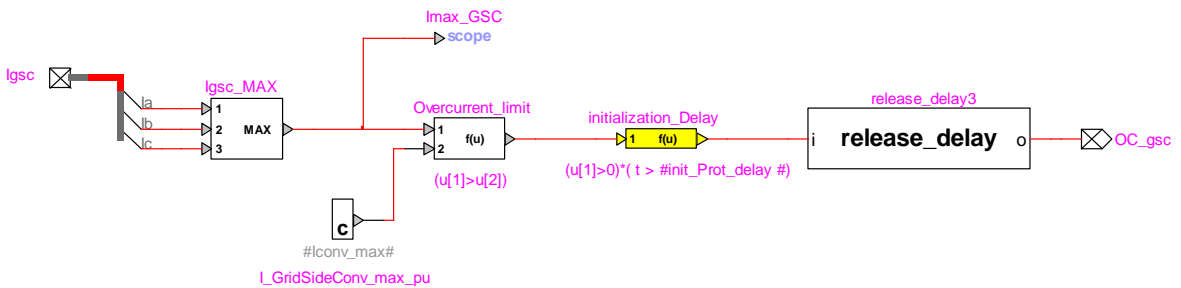 Imax_GSC
scope
Igsc
Igsc_MAX
Ia
Ib
Ic
1
2
3
MAX
Overcurrent_limit
1
2
f(u)
(u[1]>u[2])
initialization_Delay
1
f(u)
(u[1]>0)*( t > #init_Prot_delay #)
release_delay3
i
release_delay
o
OC_gsc
c
#Iconv_max#
I_GridSideConv_max_pu